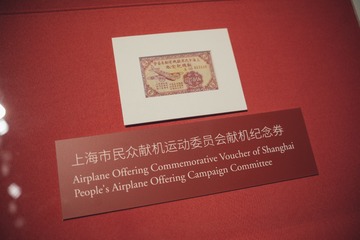 上海市民众献机运动委员会献机纪念券
Airplane Offering Commemorative Voucher of Shanghai
People's Airplane Offering Campaign Committee